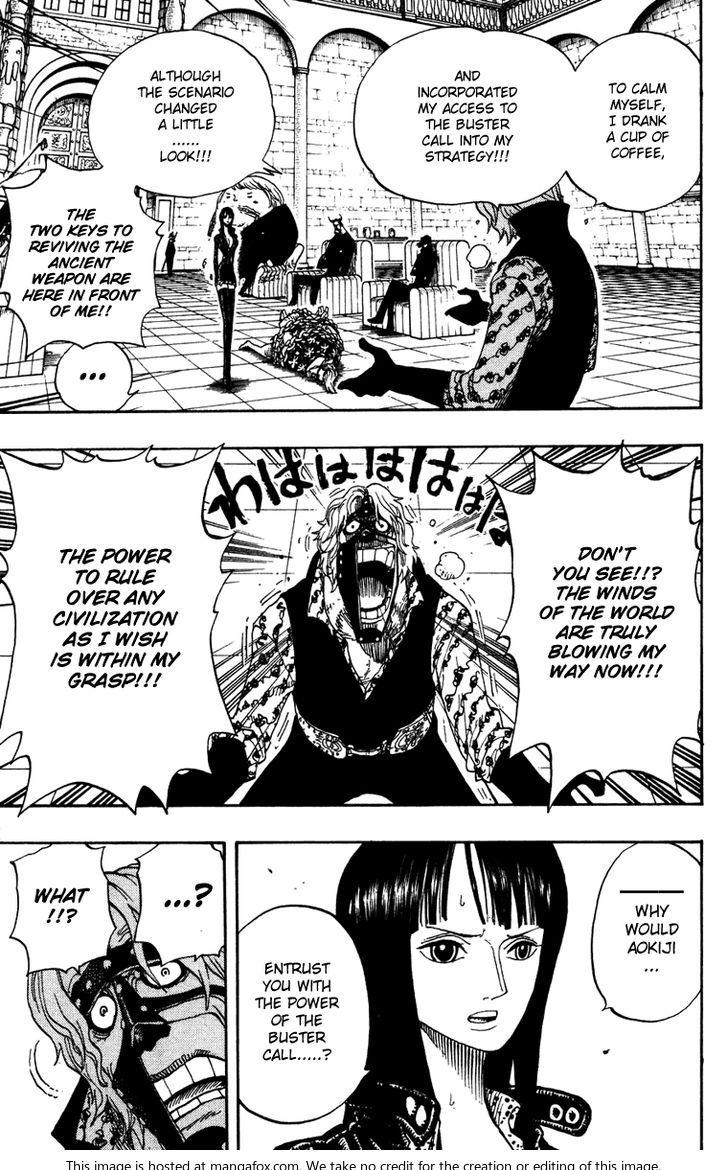 TO CALM
MYSELF,
I DRANK
A CUP OF
COFFEE,
AND
INCORPORATED
MY ACCESS TO
THE BUSTER
CALL INTO MY
STRATEGY!!!
ALTHOUGH
THE SCENARIO
CHANGED
A LITTLE
......
LOOK!!!
THE
TWO KEYS TO
REVIVING THE
ANCIENT
WEAPON ARE
HERE IN FRONT
OF ME!!
...
わはははははは
DON'T
YOU SEE!!?
THE WINDS
OF THE WORLD
ARE TRULY
BLOWING MY
WAY NOW!!!
THE POWER
TO RULE
OVER ANY
CIVILIZATION
AS I WISH
IS WITHIN MY
GRASP!!!
WHY
WOULD
AOKIJI
...
ENTRUST
YOU WITH
THE POWER
OF THE
BUSTER
CALL.....?
...?
WHAT
!!?
This image is hosted at mangafox.com. We take no credit for the creation or editing of this image.